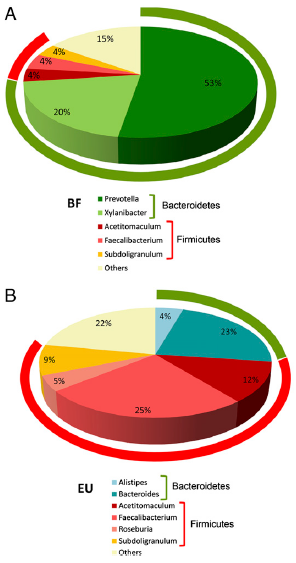 A
15%
4%
4%
4%
53%
20%
BF
Prevotella
Xylanibacter
Bacteroidetes
Acetitomaculum
Faecalibacterium
Subdoligranulum
Firmicutes
Others
B
4%
22%
23%
9%
5%
12%
25%
EU
Alistipes
Bacteroides
Bacteroidetes
Acetitomaculum
Faecalibacterium
Roseburia
Subdoligranulum
Firmicutes
Others